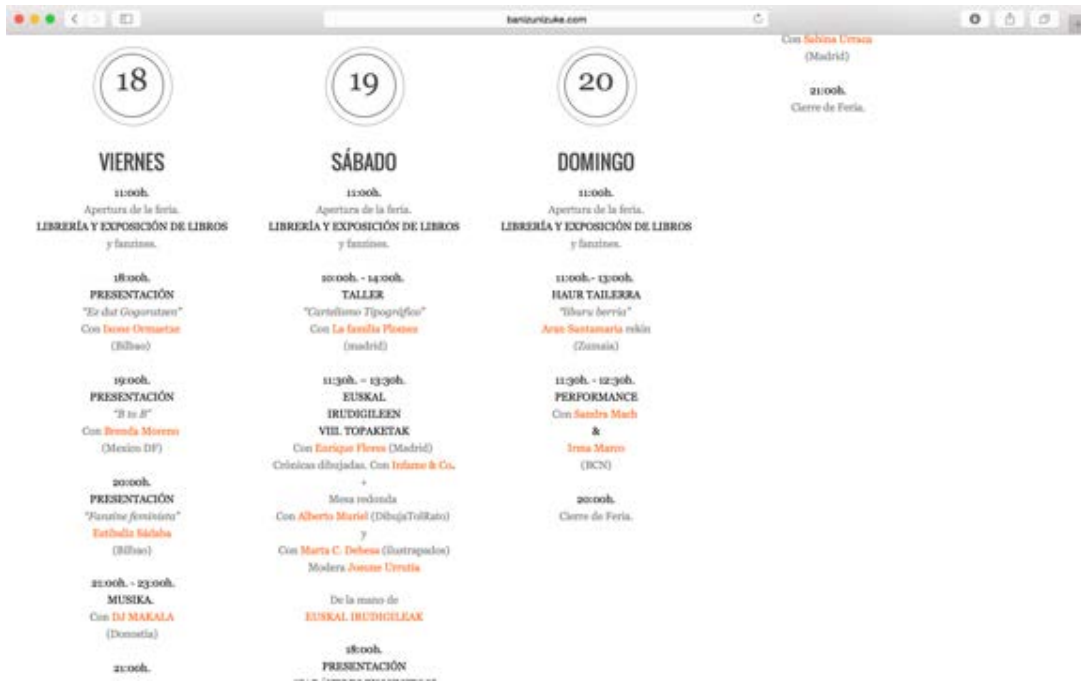 banizunizuke.com
18
VIERNES
11:00h.
Apertura de la feria.
LIBRERÍA Y EXPOSICIÓN DE LIBROS
y fanzines.
18:00h.
PRESENTACIÓN
"Ez dut Gogoratzen"
Con Ormaetxe
(Bilbao)
19:00h.
PRESENTACIÓN
"B to B"
Con Brenda Moreno
(Mexico DF)
20:00h.
PRESENTACIÓN
"Fanzine feminista"
Estibaliz Sádaba
(Bilbao)
21:00h. - 23:00h.
MUSIKA.
Con DJ MAKALA
(Donostia)
21:00h.
19
SÁBADO
11:00h.
Apertura de la feria.
LIBRERÍA Y EXPOSICIÓN DE LIBROS
y fanzines.
10:00h. - 14:00h.
TALLER
"Cartelismo Tipográfico"
Con La familia Plomez
(madrid)
11:30h. – 13:30h.
EUSKAL
IRUDIGILEEN
VIII. TOPAKETAK
Con Enrique Flores (Madrid)
Crónicas dibujadas. Con Infame & Co.
+
Mesa redonda
Con Alberto Muriel (DibujaTolRato)
y
Con Marta C. Dehesa (ilustrapados)
Modera Josune Urrutia
De la mano de
EUSKAL IRUDIGILEAK
18:00h.
PRESENTACIÓN
20
DOMINGO
11:00h.
Apertura de la feria.
LIBRERÍA Y EXPOSICIÓN DE LIBROS
y fanzines.
11:00h.- 13:00h.
HAUR TAILERRA
"liburu berria"
Aran Santamaria rekin
(Zumaia)
11:30h. - 12:30h.
PERFORMANCE
Con Sandra Mach
&
Irma Marco
(BCN)
20:00h.
Cierre de Feria.
Con Sabina Urraca
(Madrid)
21:00h.
Cierre de Feria.